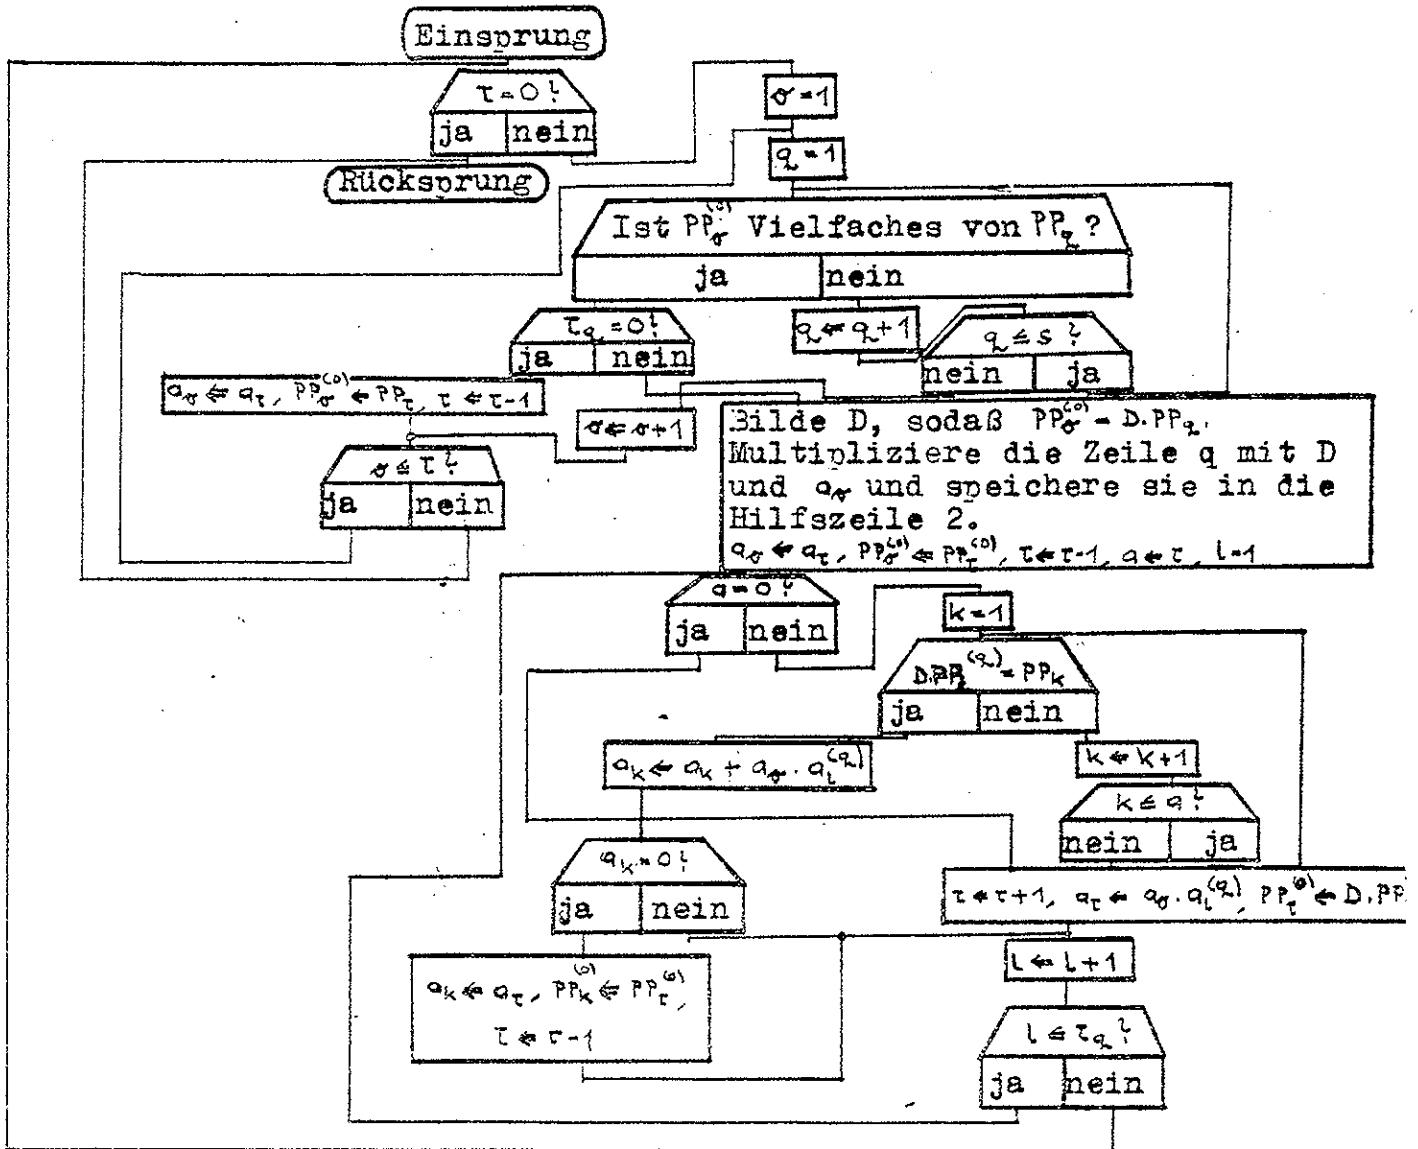 Einsprung
τ=0?
ja nein
Rücksprung
σ=1
q=1
Ist PP_σ^(0) Vielfaches von PP_q?
ja nein
τ_q=0?
ja nein
q⇐q+1
q≤s?
nein ja
a_σ⇐a_τ, PP_σ^(0)⇐PP_τ, τ⇐τ-1
σ⇐σ+1
σ≤τ?
ja nein
Bilde D, sodaß PP_σ^(0)=D.PP_q.
Multipliziere die Zeile q mit D
und a_σ und speichere sie in die
Hilfszeile 2.
a_σ⇐a_τ, PP_σ^(0)⇐PP_τ^(0), τ⇐τ-1, a⇐τ, l=1
a=0?
ja nein
k=1
D.PP^(q)=PP_k
ja nein
a_k⇐a_k+a_σ.a_l^(q)
k⇐k+1
k≤a?
nein ja
a_k=0?
ja nein
τ⇐τ+1, a_τ⇐a_σ.a_l^(q), PP_τ^(0)⇐D.PP
l⇐l+1
a_k⇐a_τ, PP_k^(0)⇐PP_τ^(0),
τ⇐τ-1
l≤τ_q?
ja nein